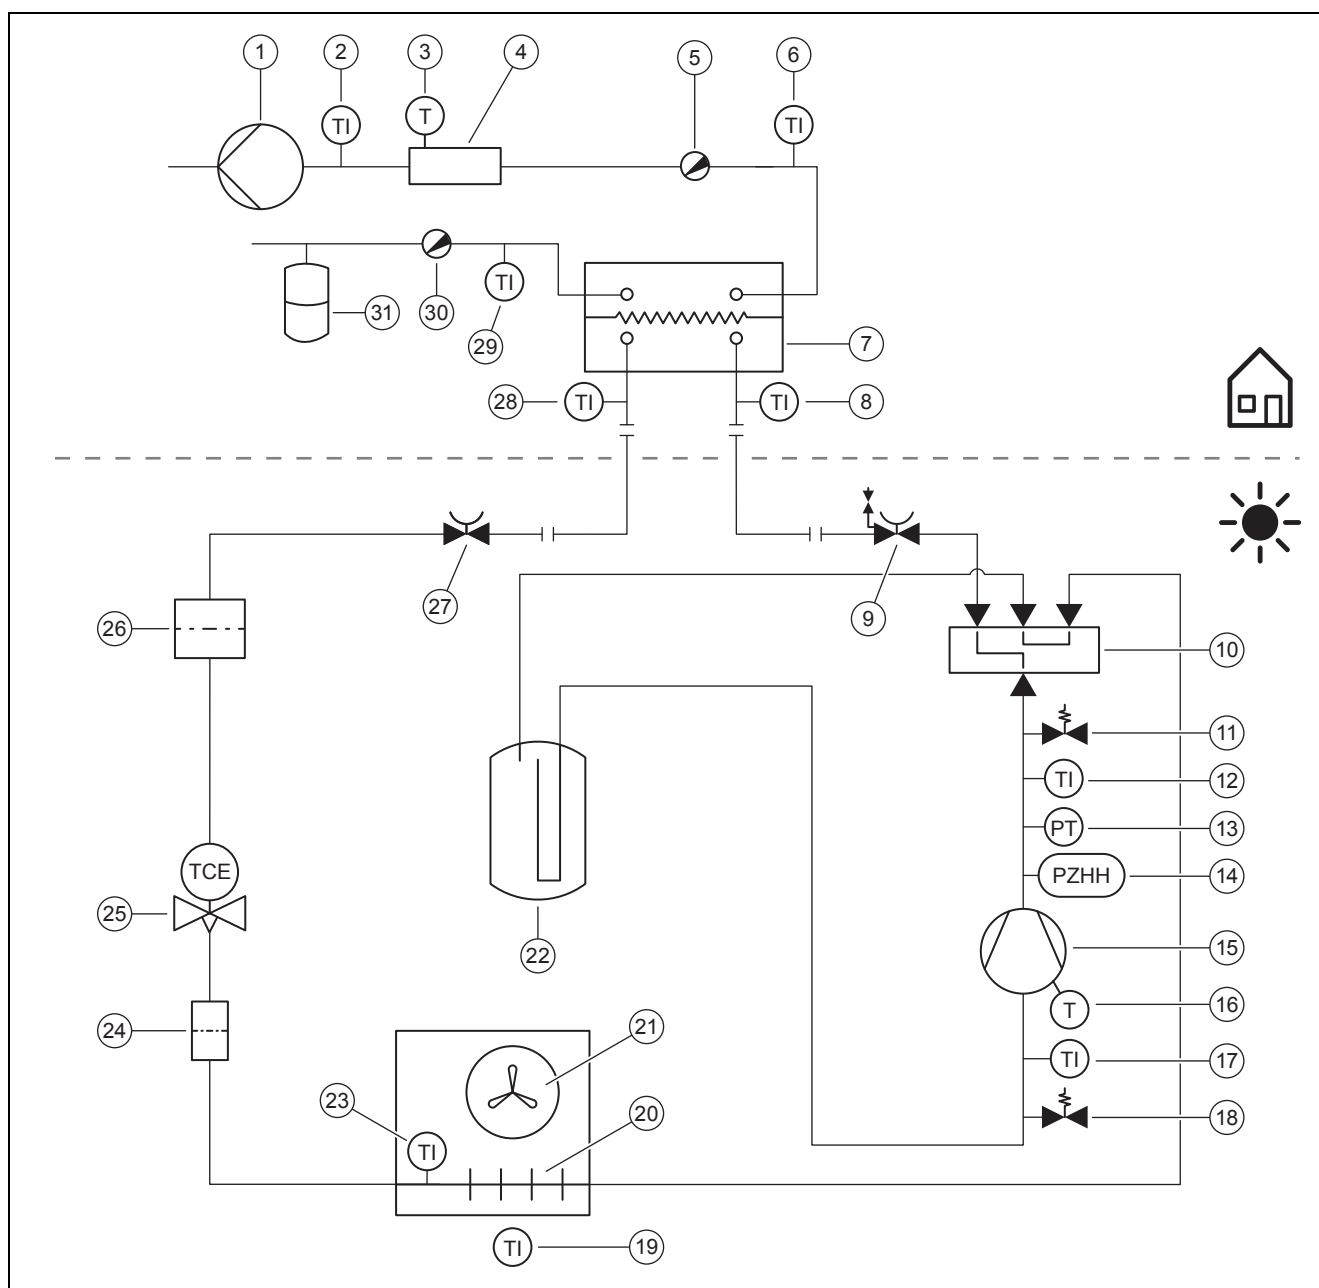 1 2 3 4 5 6
TI T TI
31 30 TI
29
7
28 TI TI 8
27 9
26 10
11
TI 12
PT 13
TCE PZHH 14
25 22 15
T 16
24 21 TI 17
23 20 18
TI
TI 19